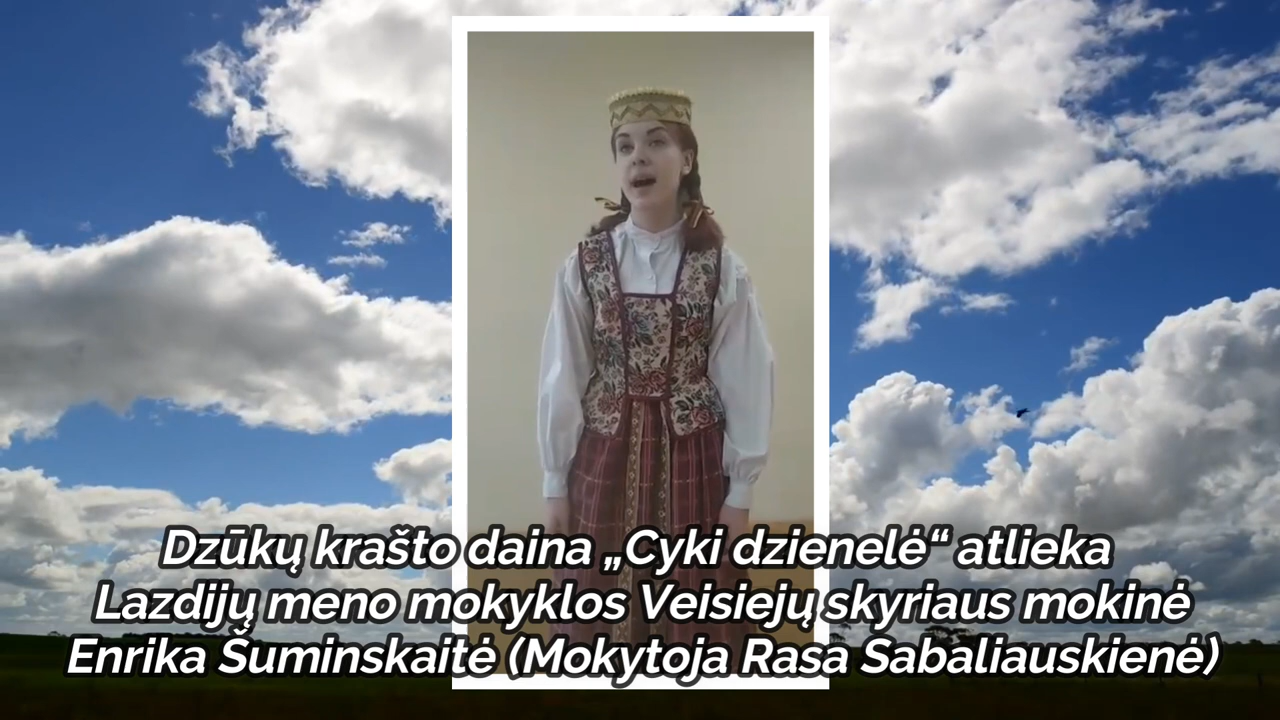 Dzūkų krašto daina „Cyki dzienelė“ atlieka
Lazdijų meno mokyklos Veisiejų skyriaus mokinė
Enrika Šuminskaitė (Mokytoja Rasa Sabaliauskienė)